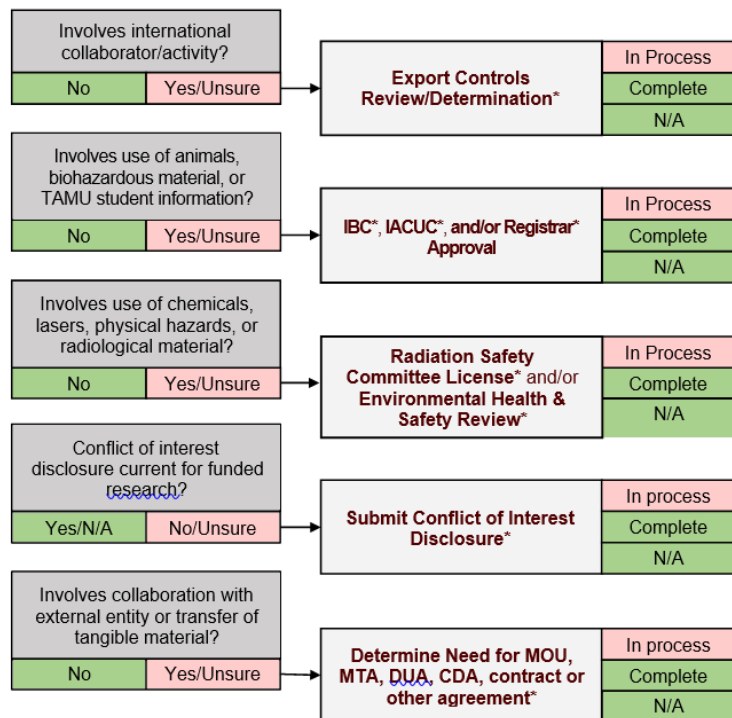 Involves international
collaborator/activity?
No
Yes/Unsure
Export Controls
Review/Determination*
In Process
Complete
N/A
Involves use of animals,
biohazardous material, or
TAMU student information?
No
Yes/Unsure
IBC*, IACUC*, and/or Registrar*
Approval
In Process
Complete
N/A
Involves use of chemicals,
lasers, physical hazards, or
radiological material?
No
Yes/Unsure
Radiation Safety
Committee License* and/or
Environmental Health &
Safety Review*
In Process
Complete
N/A
Conflict of interest
disclosure current for funded
research?
Yes/N/A
No/Unsure
Submit Conflict of Interest
Disclosure*
In process
Complete
N/A
Involves collaboration with
external entity or transfer of
tangible material?
No
Yes/Unsure
Determine Need for MOU,
MTA, DUA, CDA, contract or
other agreement*
In process
Complete
N/A